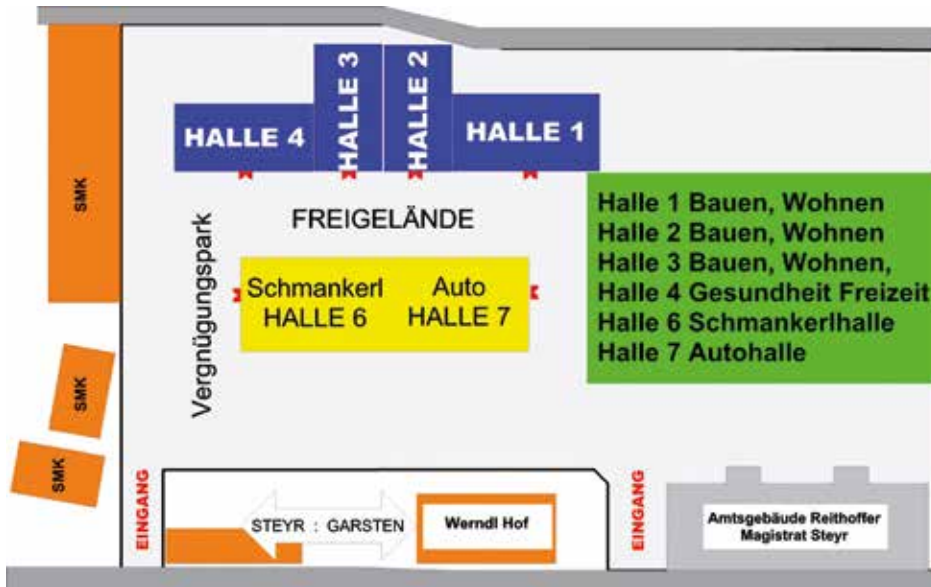 HALLE 3
HALLE 2
HALLE 4
HALLE 1
SMK
FREIGELÄNDE
Vergnügungspark
Schmankerl
HALLE 6
Auto
HALLE 7
Halle 1 Bauen, Wohnen
Halle 2 Bauen, Wohnen
Halle 3 Bauen, Wohnen,
Halle 4 Gesundheit Freizeit
Halle 6 Schmankerlhalle
Halle 7 Autohalle
SMK
SMK
EINGANG
STEYR : GARSTEN
Werndl Hof
EINGANG
Amtsgebäude Reithoffer
Magistrat Steyr